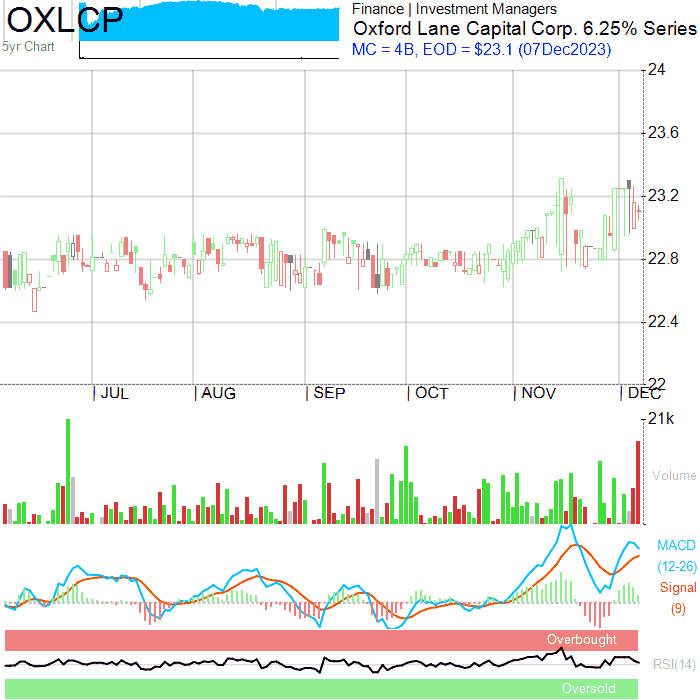 OXLCP
5yr Chart
Finance | Investment Managers
Oxford Lane Capital Corp. 6.25% Series
MC = 4B, EOD = $23.1 (07Dec2023)
24
23.6
23.2
22.8
22.4
22
JUL AUG SEP OCT NOV DEC
21k
Volume
MACD
(12-26)
Signal
(9)
Overbought
RSI(14)
Oversold